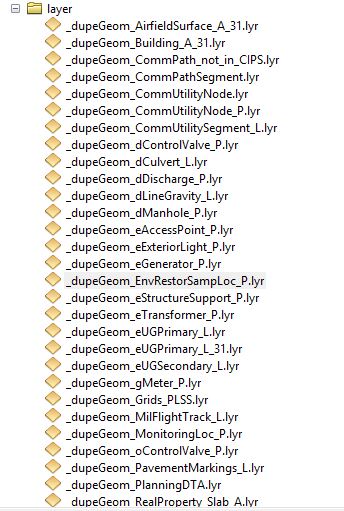 layer
_dupeGeom_AirfieldSurface_A_31.lyr
_dupeGeom_Building_A_31.lyr
_dupeGeom_CommPath_not_in_CIPS.lyr
_dupeGeom_CommPathSegment.lyr
_dupeGeom_CommUtilityNode.lyr
_dupeGeom_CommUtilityNode_P.lyr
_dupeGeom_CommUtilitySegment_L.lyr
_dupeGeom_dControlValve_P.lyr
_dupeGeom_dCulvert_L.lyr
_dupeGeom_dDischarge_P.lyr
_dupeGeom_dLineGravity_L.lyr
_dupeGeom_dManhole_P.lyr
_dupeGeom_eAccessPoint_P.lyr
_dupeGeom_eExteriorLight_P.lyr
_dupeGeom_eGenerator_P.lyr
_dupeGeom_EnvRestorSampLoc_P.lyr
_dupeGeom_eStructureSupport_P.lyr
_dupeGeom_eTransformer_P.lyr
_dupeGeom_eUGPrimary_L.lyr
_dupeGeom_eUGPrimary_L_31.lyr
_dupeGeom_eUGSecondary_L.lyr
_dupeGeom_gMeter_P.lyr
_dupeGeom_Grids_PLSS.lyr
_dupeGeom_MilFlightTrack_L.lyr
_dupeGeom_MonitoringLoc_P.lyr
_dupeGeom_oControlValve_P.lyr
_dupeGeom_PavementMarkings_L.lyr
_dupeGeom_PlanningDTA.lyr
_dupeGeom_RealProperty_Slab_A.lyr